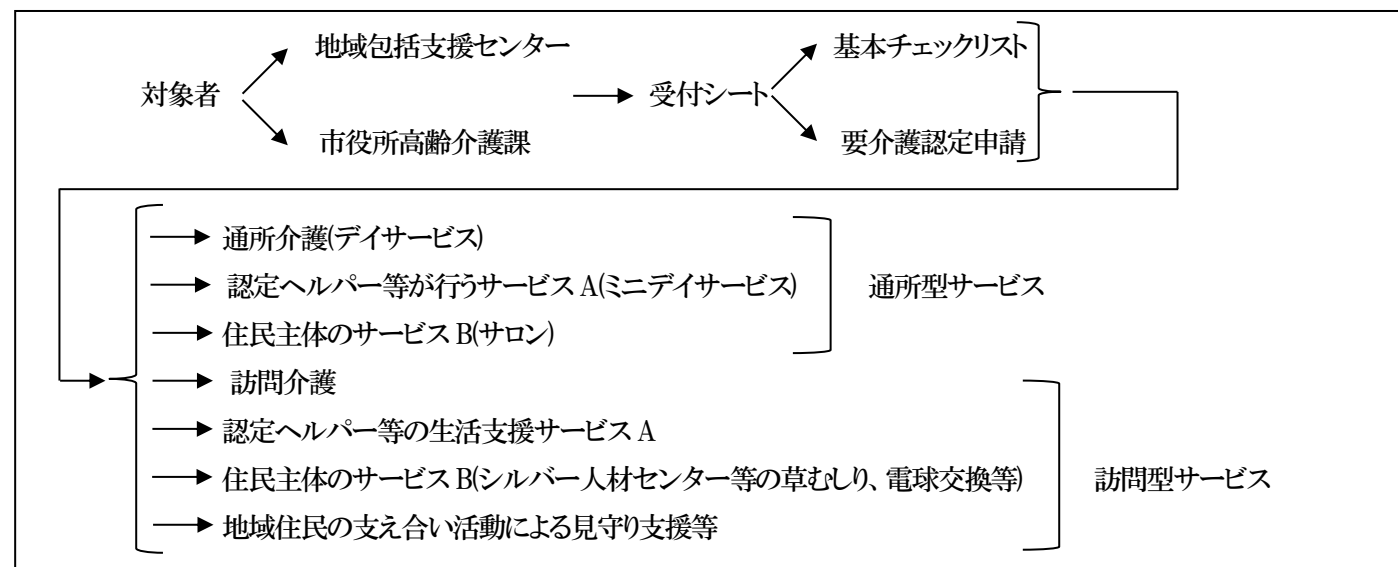 地域包括支援センター 基本チェックリスト
対象者 受付シート
市役所高齢介護課 要介護認定申請
通所介護(デイサービス)
認定ヘルパー等が行うサービス A(ミニデイサービス) 通所型サービス
住民主体のサービス B(サロン)
訪問介護
認定ヘルパー等の生活支援サービス A
住民主体のサービス B(シルバー人材センター等の草むしり、電球交換等) 訪問型サービス
地域住民の支え合い活動による見守り支援等